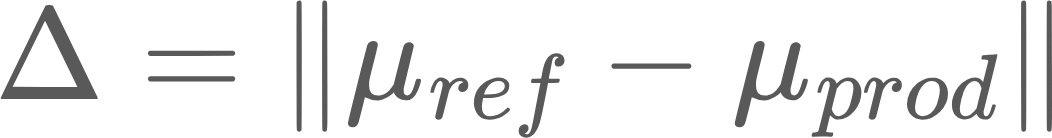 Δ = ‖μ_ref − μ_prod‖